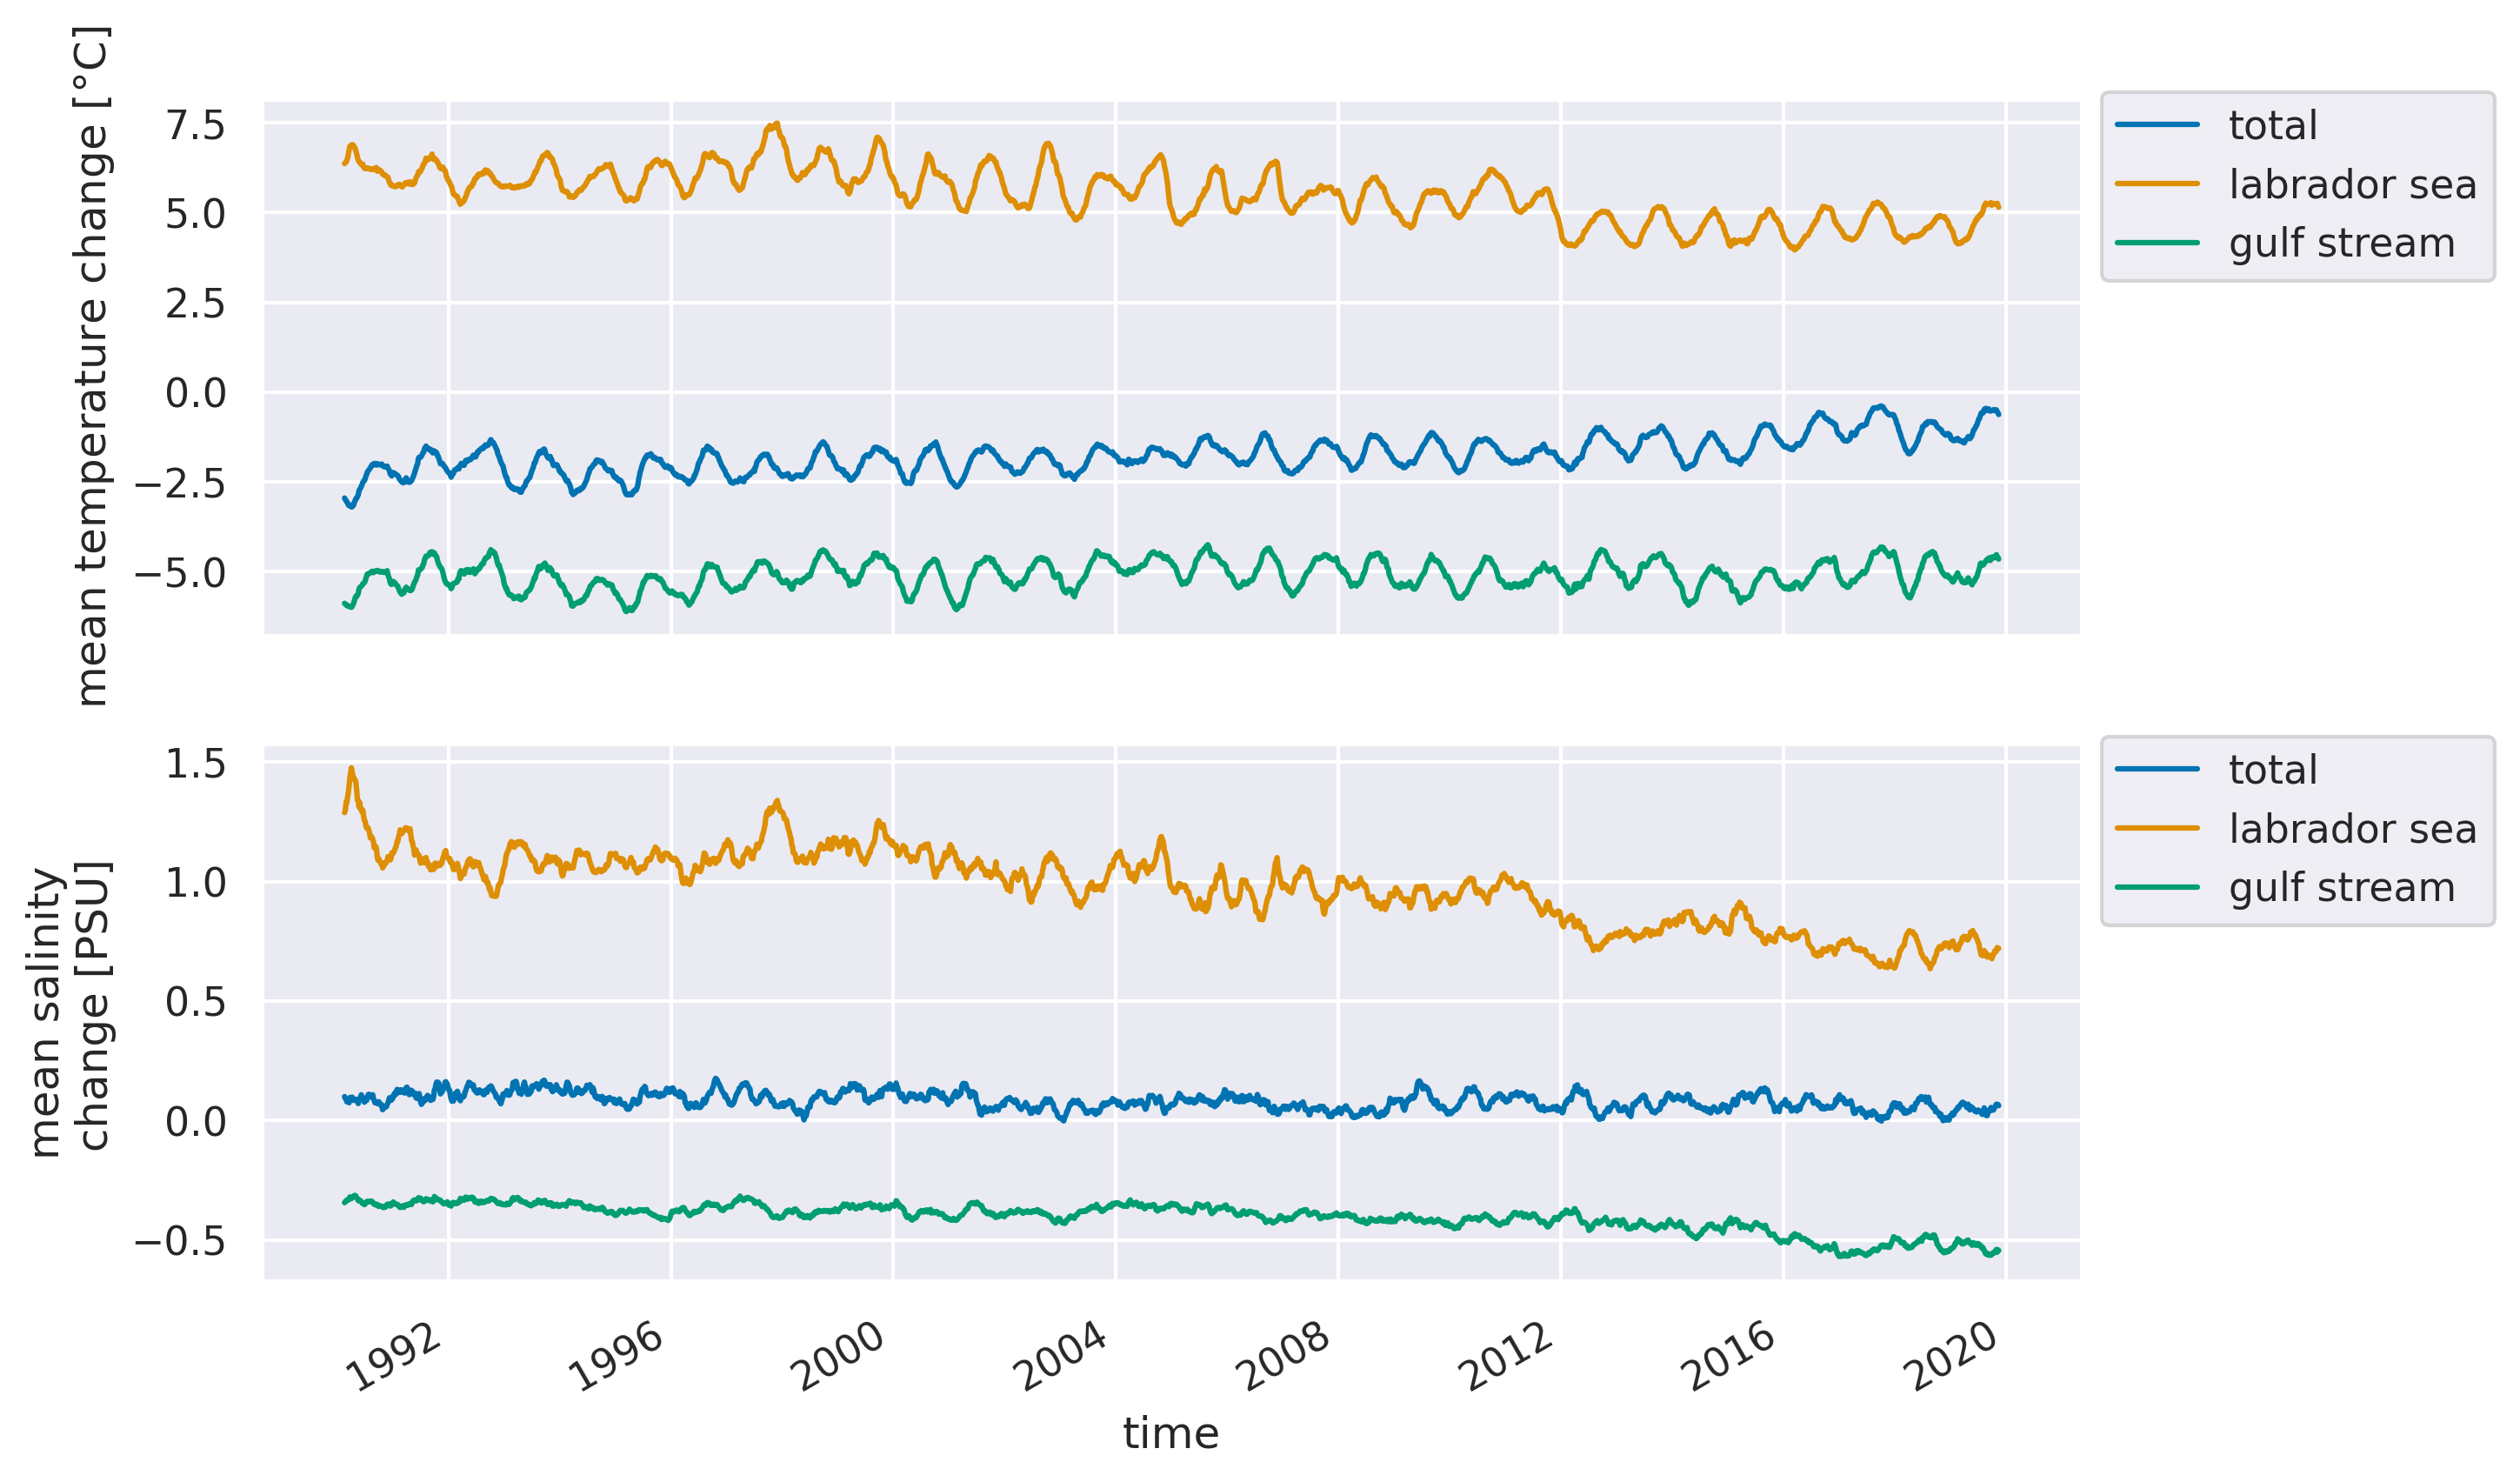 mean temperature change [°C]
7.5
5.0
2.5
0.0
−2.5
−5.0
total
labrador sea
gulf stream
mean salinity
change [PSU]
1.5
1.0
0.5
0.0
−0.5
total
labrador sea
gulf stream
1992
1996
2000
2004
2008
2012
2016
2020
time